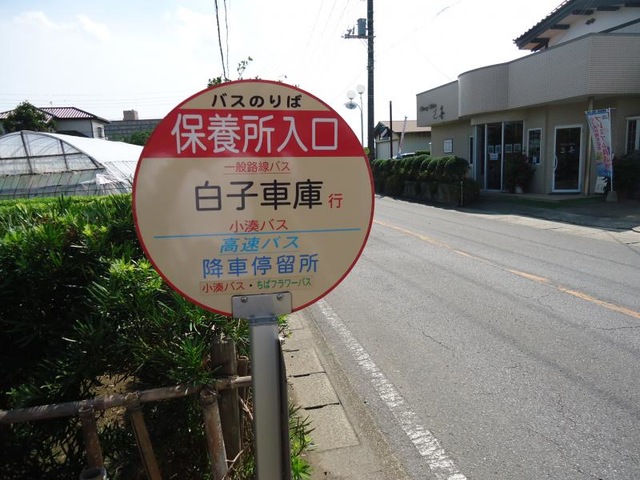 バスのりば
保養所入口
一般路線バス
白子車庫行
小湊バス
高速バス
降車停留所
小湊バス・ちばフラワーバス